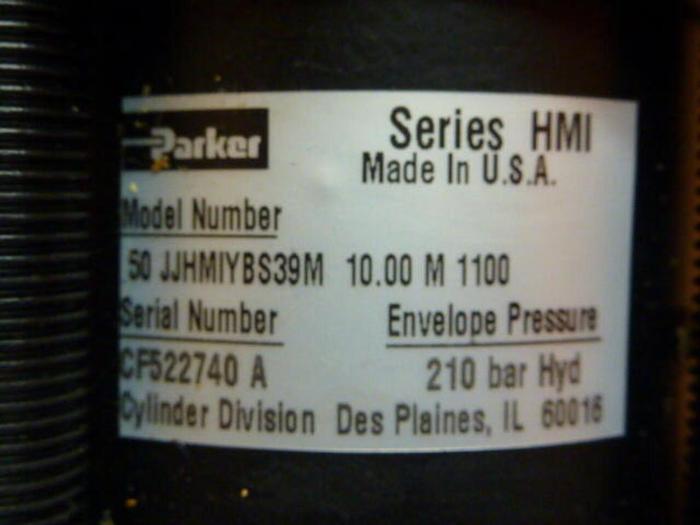 Parker
Series HMI
Made In U.S.A.
Model Number
50 JJHMIYBS39M 10.00 M 1100
Serial Number Envelope Pressure
CF522740 A 210 bar Hyd
Cylinder Division Des Plaines, IL 60016